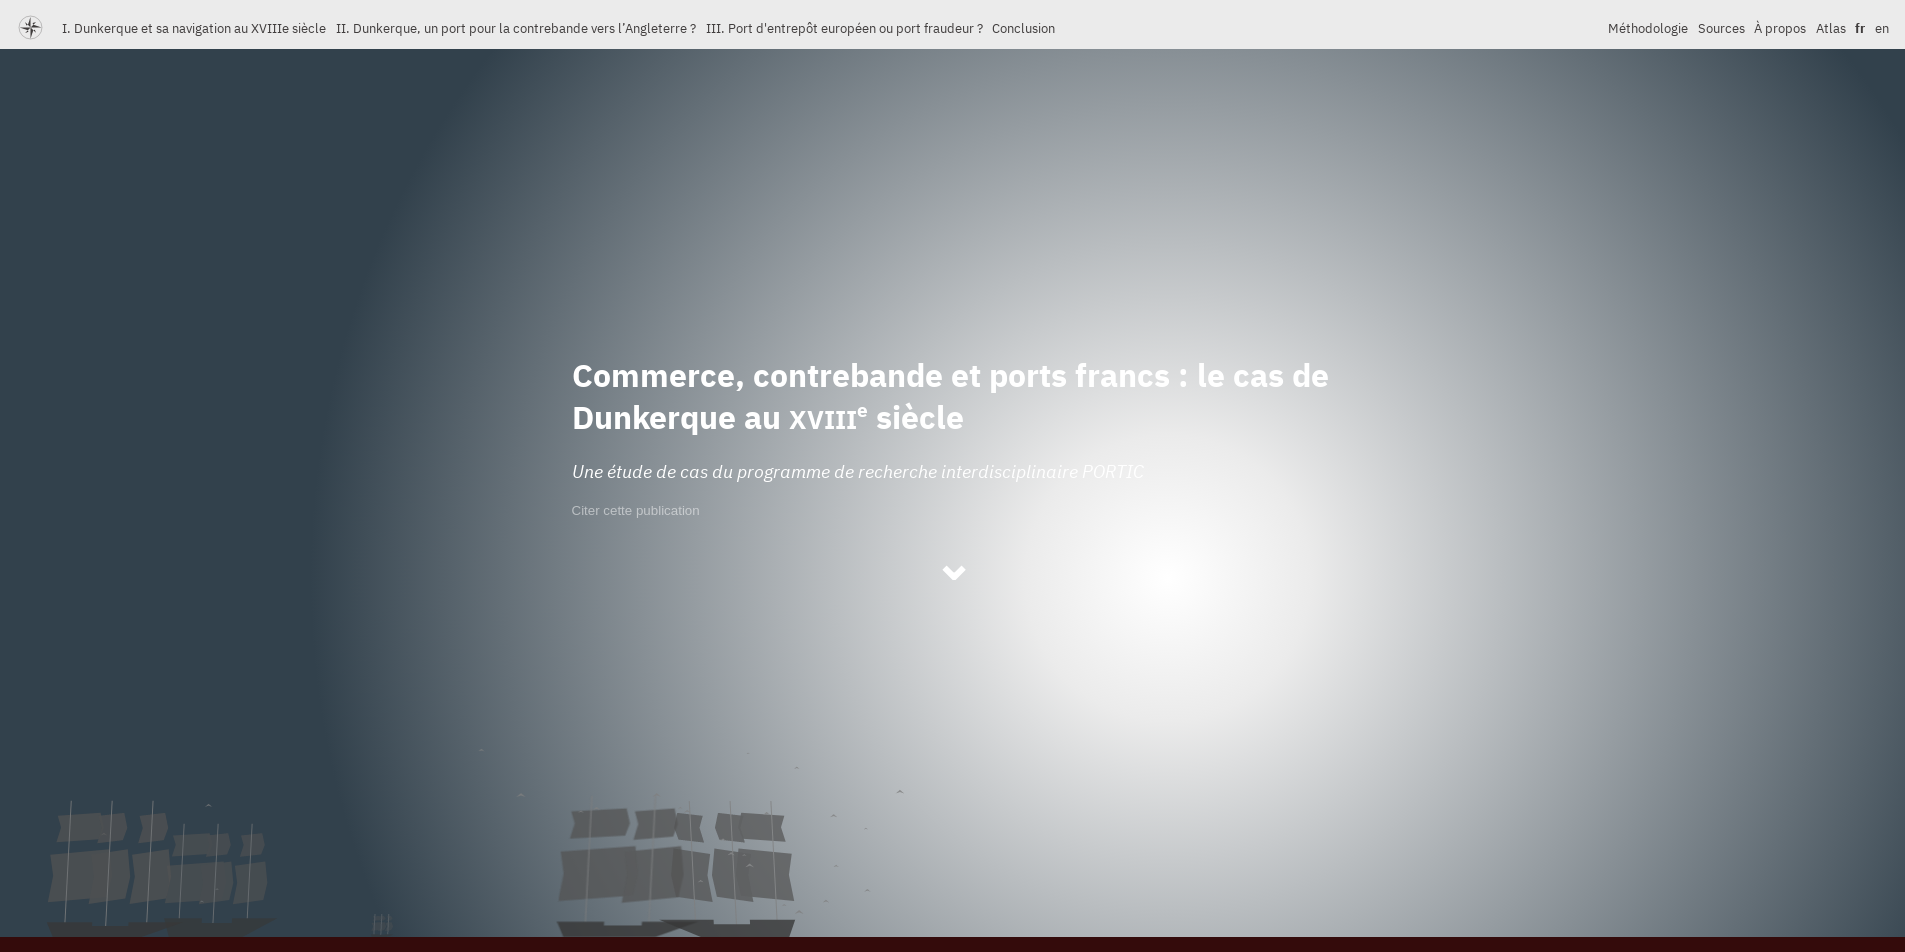 I. Dunkerque et sa navigation au XVIIIe siècle II. Dunkerque, un port pour la contrebande vers l’Angleterre ? III. Port d'entrepôt européen ou port fraudeur ? Conclusion Méthodologie Sources À propos Atlas fr en
Commerce, contrebande et ports francs : le cas de
Dunkerque au XVIIIe siècle
Une étude de cas du programme de recherche interdisciplinaire PORTIC
Citer cette publication